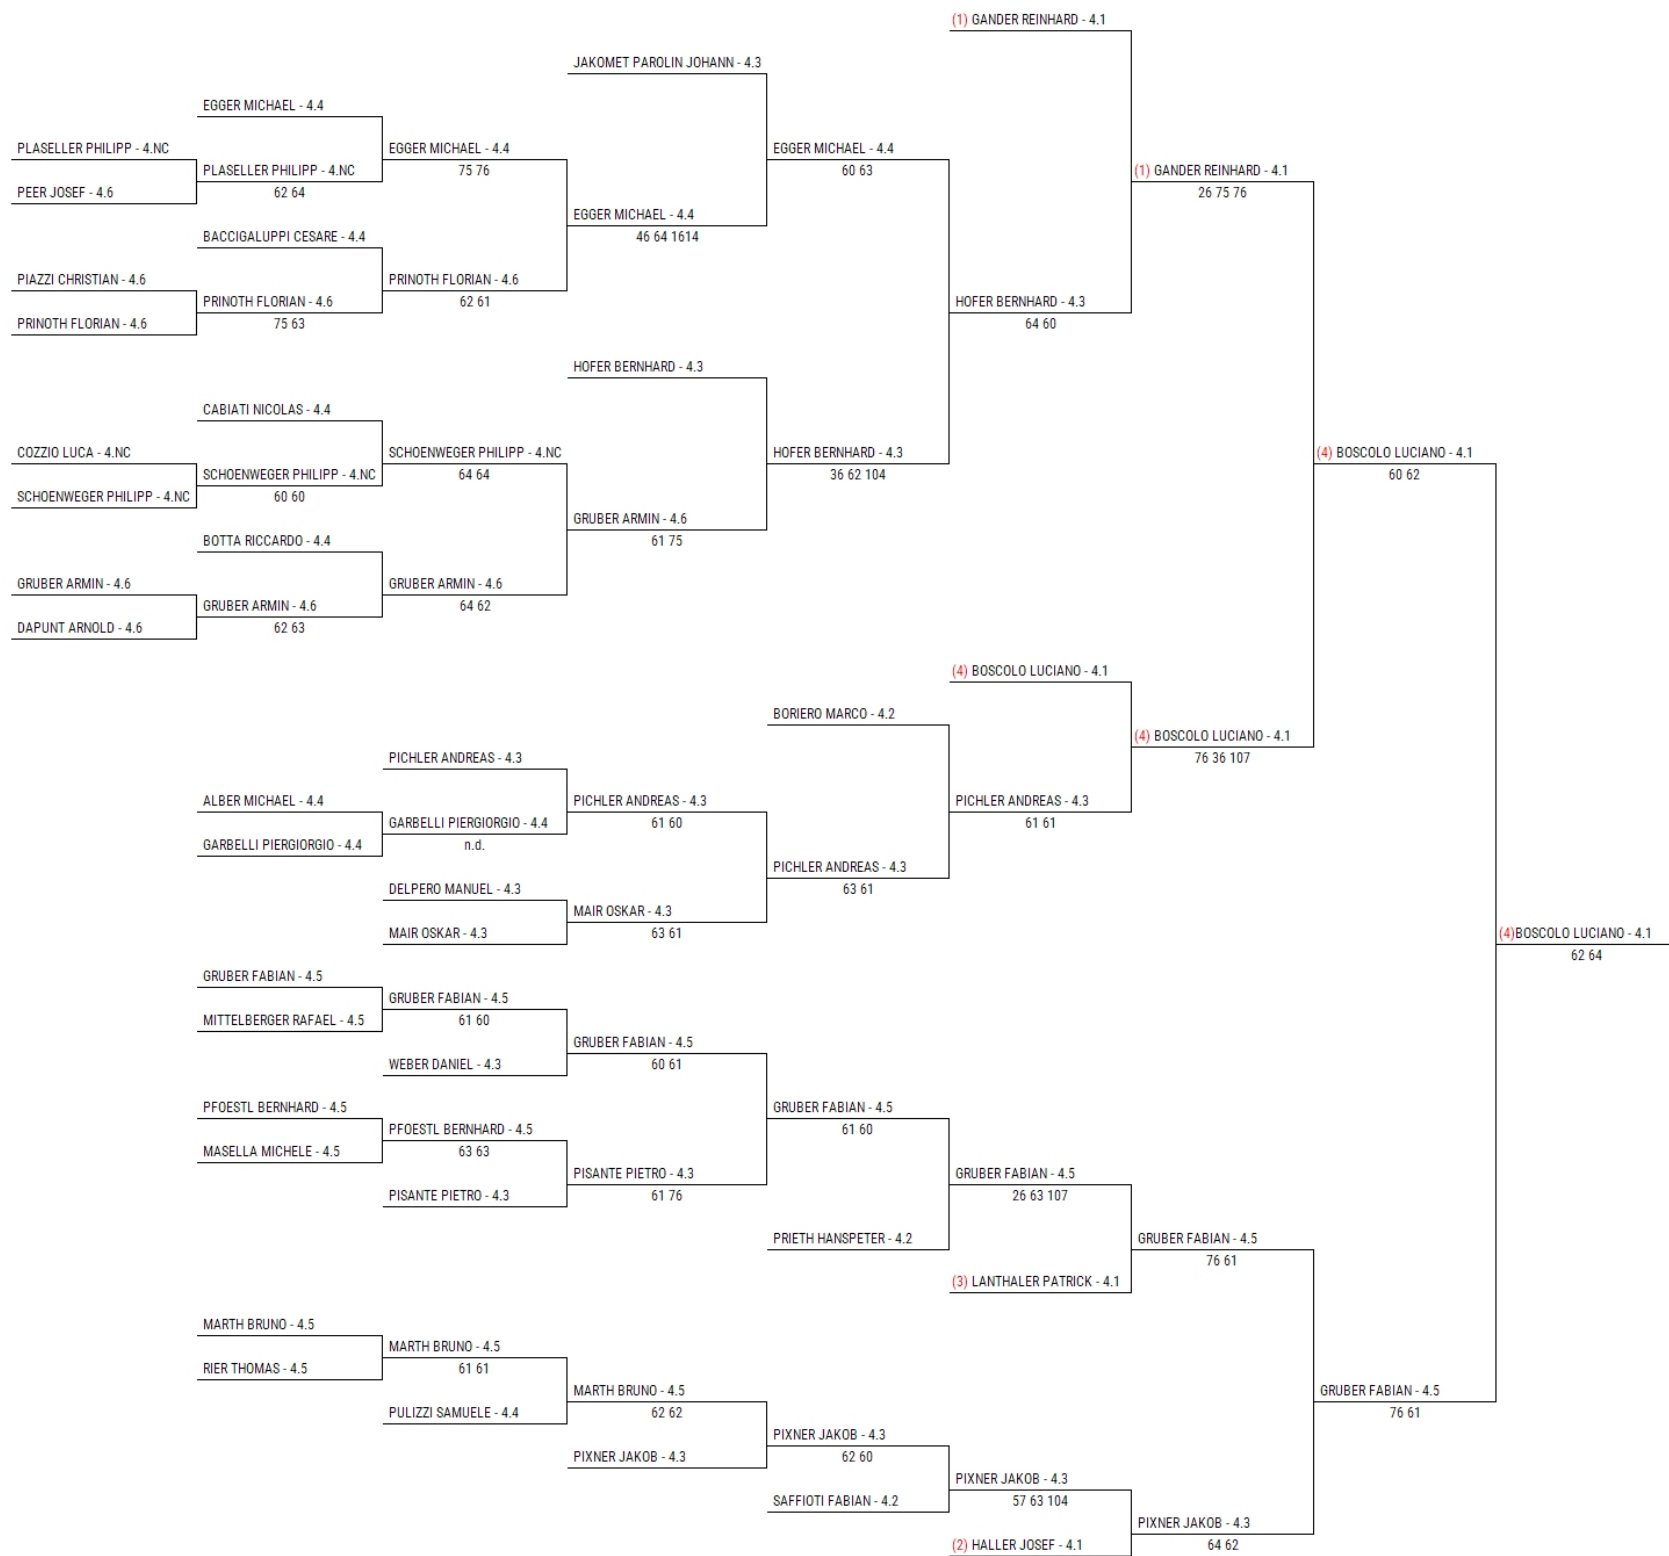 (1) GANDER REINHARD - 4.1
JAKOMET PAROLIN JOHANN - 4.3
EGGER MICHAEL - 4.4
PLASELLER PHILIPP - 4.NC
EGGER MICHAEL - 4.4
75 76
EGGER MICHAEL - 4.4
60 63
PLASELLER PHILIPP - 4.NC
62 64
(1) GANDER REINHARD - 4.1
26 75 76
PEER JOSEF - 4.6
EGGER MICHAEL - 4.4
46 64 1614
BACCIGALUPPI CESARE - 4.4
PIAZZI CHRISTIAN - 4.6
PRINOTH FLORIAN - 4.6
62 61
PRINOTH FLORIAN - 4.6
75 63
HOFER BERNHARD - 4.3
64 60
PRINOTH FLORIAN - 4.6
HOFER BERNHARD - 4.3
CABIATI NICOLAS - 4.4
COZZIO LUCA - 4.NC
SCHOENWEGER PHILIPP - 4.NC
64 64
HOFER BERNHARD - 4.3
36 62 104
(4) BOSCOLO LUCIANO - 4.1
60 62
SCHOENWEGER PHILIPP - 4.NC
60 60
SCHOENWEGER PHILIPP - 4.NC
GRUBER ARMIN - 4.6
61 75
BOTTA RICCARDO - 4.4
GRUBER ARMIN - 4.6
GRUBER ARMIN - 4.6
64 62
GRUBER ARMIN - 4.6
62 63
DAPUNT ARNOLD - 4.6
(4) BOSCOLO LUCIANO - 4.1
BORIERO MARCO - 4.2
(4) BOSCOLO LUCIANO - 4.1
76 36 107
PICHLER ANDREAS - 4.3
ALBER MICHAEL - 4.4
PICHLER ANDREAS - 4.3
61 60
PICHLER ANDREAS - 4.3
61 61
GARBELLI PIERGIORGIO - 4.4
n.d.
GARBELLI PIERGIORGIO - 4.4
PICHLER ANDREAS - 4.3
63 61
DELPERO MANUEL - 4.3
MAIR OSKAR - 4.3
63 61
MAIR OSKAR - 4.3
(4)BOSCOLO LUCIANO - 4.1
62 64
GRUBER FABIAN - 4.5
GRUBER FABIAN - 4.5
61 60
MITTELBERGER RAFAEL - 4.5
GRUBER FABIAN - 4.5
60 61
WEBER DANIEL - 4.3
PFOESTL BERNHARD - 4.5
GRUBER FABIAN - 4.5
61 60
PFOESTL BERNHARD - 4.5
63 63
MASELLA MICHELE - 4.5
PISANTE PIETRO - 4.3
61 76
GRUBER FABIAN - 4.5
26 63 107
PISANTE PIETRO - 4.3
PRIETH HANSPETER - 4.2
GRUBER FABIAN - 4.5
76 61
(3) LANTHALER PATRICK - 4.1
MARTH BRUNO - 4.5
MARTH BRUNO - 4.5
61 61
RIER THOMAS - 4.5
MARTH BRUNO - 4.5
62 62
GRUBER FABIAN - 4.5
76 61
PULIZZI SAMUELE - 4.4
PIXNER JAKOB - 4.3
62 60
PIXNER JAKOB - 4.3
PIXNER JAKOB - 4.3
57 63 104
SAFFIOTI FABIAN - 4.2
PIXNER JAKOB - 4.3
64 62
(2) HALLER JOSEF - 4.1